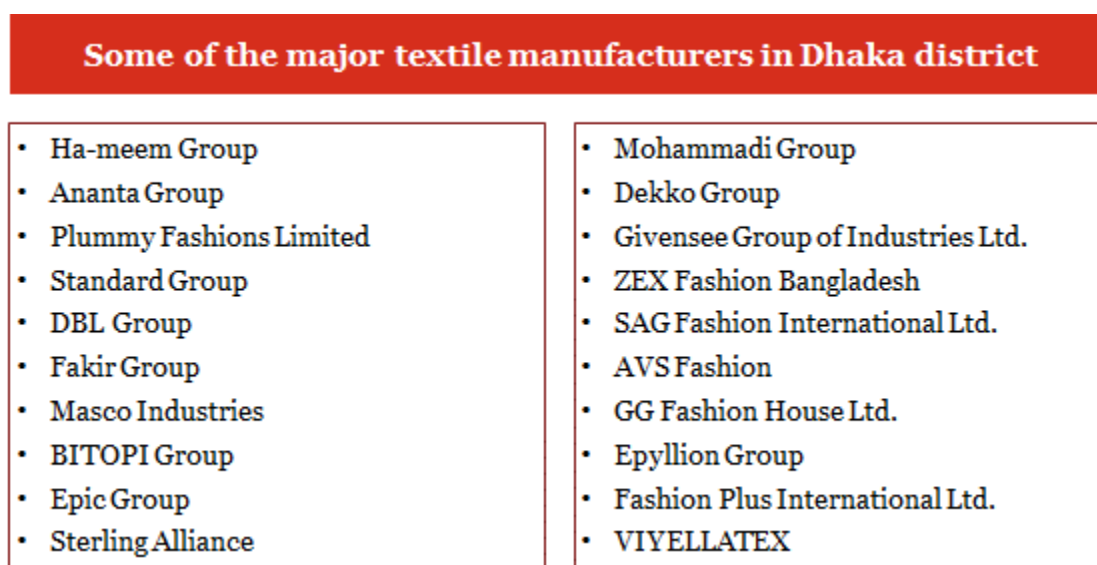 Some of the major textile manufacturers in Dhaka district
• Ha-meem Group
• Ananta Group
• Plummy Fashions Limited
• Standard Group
• DBL Group
• Fakir Group
• Masco Industries
• BITOPI Group
• Epic Group
• Sterling Alliance
• Mohammadi Group
• Dekko Group
• Givensee Group of Industries Ltd.
• ZEX Fashion Bangladesh
• SAG Fashion International Ltd.
• AVS Fashion
• GG Fashion House Ltd.
• Epyllion Group
• Fashion Plus International Ltd.
• VIYELLATEX